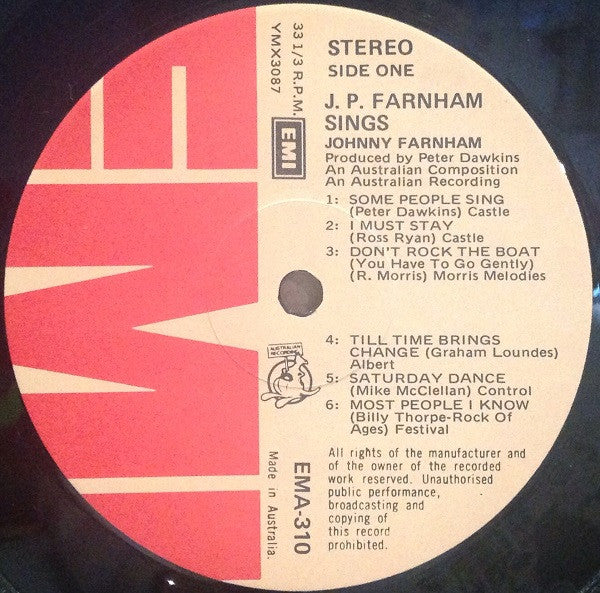 STEREO
SIDE ONE
J. P. FARNHAM
SINGS
JOHNNY FARNHAM
Produced by Peter Dawkins
An Australian Composition
An Australian Recording
1: SOME PEOPLE SING
(Peter Dawkins) Castle
2: I MUST STAY
(Ross Ryan) Castle
3: DON'T ROCK THE BOAT
(You Have To Go Gently)
(R. Morris) Morris Melodies
4: TILL TIME BRINGS
CHANGE (Graham Loundes)
Albert
5: SATURDAY DANCE
(Mike McClellan) Control
6: MOST PEOPLE I KNOW
(Billy Thorpe-Rock Of
Ages) Festival
All rights of the manufacturer and
of the owner of the recorded
work reserved. Unauthorised
public performance,
broadcasting and
copying of
this record
prohibited.
33 1/3 R.P.M.
YMX3087
EMI
AUSTRALIAN
RECORDING
EMA-310
Made in Australia.
EMI